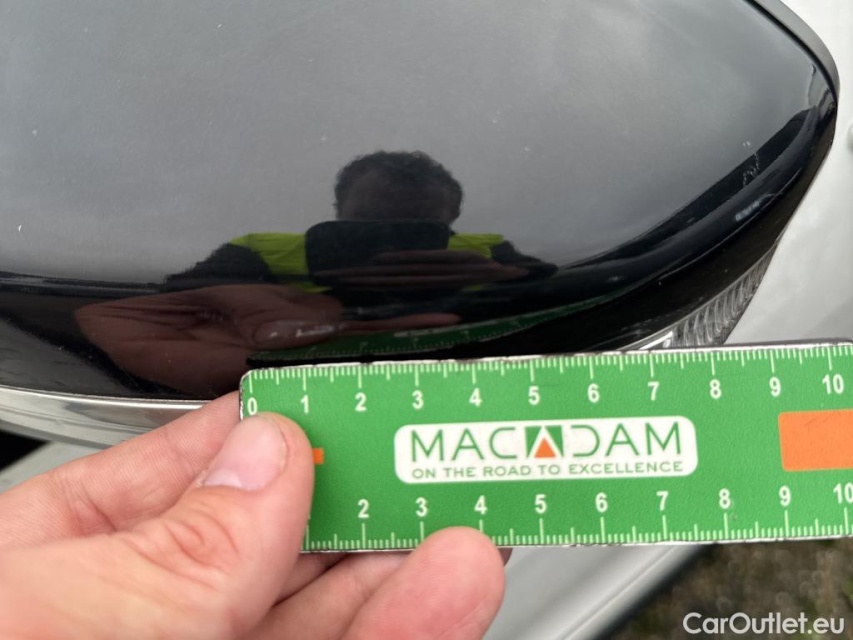 0 1 2 3 4 5 6 7 8 9 10
MACADAM
ON THE ROAD TO EXCELLENCE
2 3 4 5 6 7 8 9 10
CarOutlet.eu